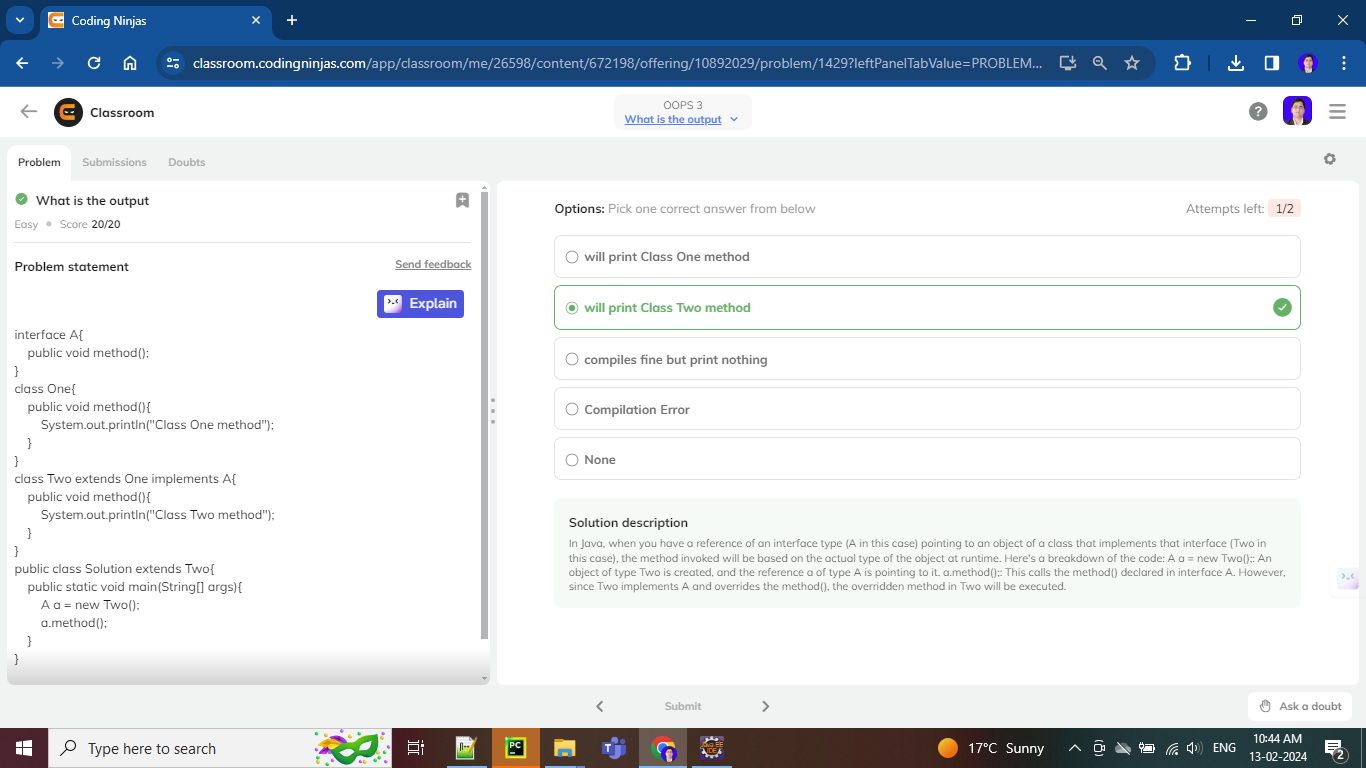 Coding Ninjas
classroom.codingninjas.com/app/classroom/me/26598/content/672198/offering/10892029/problem/1429?leftPanelTabValue=PROBLEM...
Classroom
OOPS 3
What is the output
Problem
Submissions
Doubts
What is the output
Easy
Score 20/20
Problem statement
Send feedback
Explain
interface A{
public void method();
}
class One{
public void method(){
System.out.println("Class One method");
}
}
class Two extends One implements A{
public void method(){
System.out.println("Class Two method");
}
}
public class Solution extends Two{
public static void main(String[] args){
A a = new Two();
a.method();
}
}
Options: Pick one correct answer from below
Attempts left: 1/2
will print Class One method
will print Class Two method
compiles fine but print nothing
Compilation Error
None
Solution description
In Java, when you have a reference of an interface type (A in this case) pointing to an object of a class that implements that interface (Two in
this case), the method invoked will be based on the actual type of the object at runtime. Here's a breakdown of the code: A a = new Two();: An
object of type Two is created, and the reference a of type A is pointing to it. a.method();: This calls the method() declared in interface A. However,
since Two implements A and overrides the method(), the overridden method in Two will be executed.
Submit
Ask a doubt
Type here to search
PC
17°C Sunny
ENG
10:44 AM
13-02-2024
2